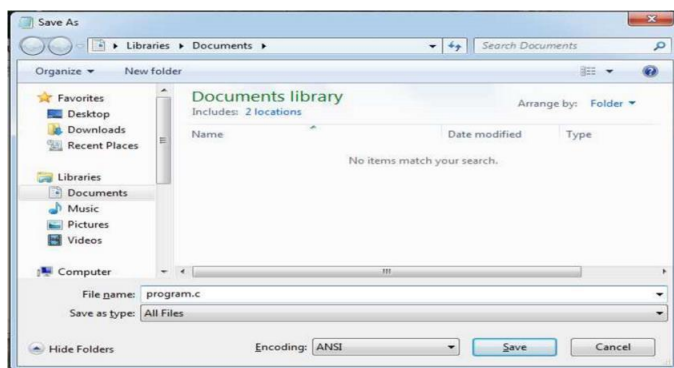 Save As
Libraries Documents
Search Documents
Organize New folder
Favorites
Desktop
Downloads
Recent Places
Libraries
Documents
Music
Pictures
Videos
Computer
Documents library
Includes: 2 locations
Arrange by: Folder
Name Date modified Type
No items match your search.
File name: program.c
Save as type: All Files
Hide Folders
Encoding: ANSI
Save
Cancel